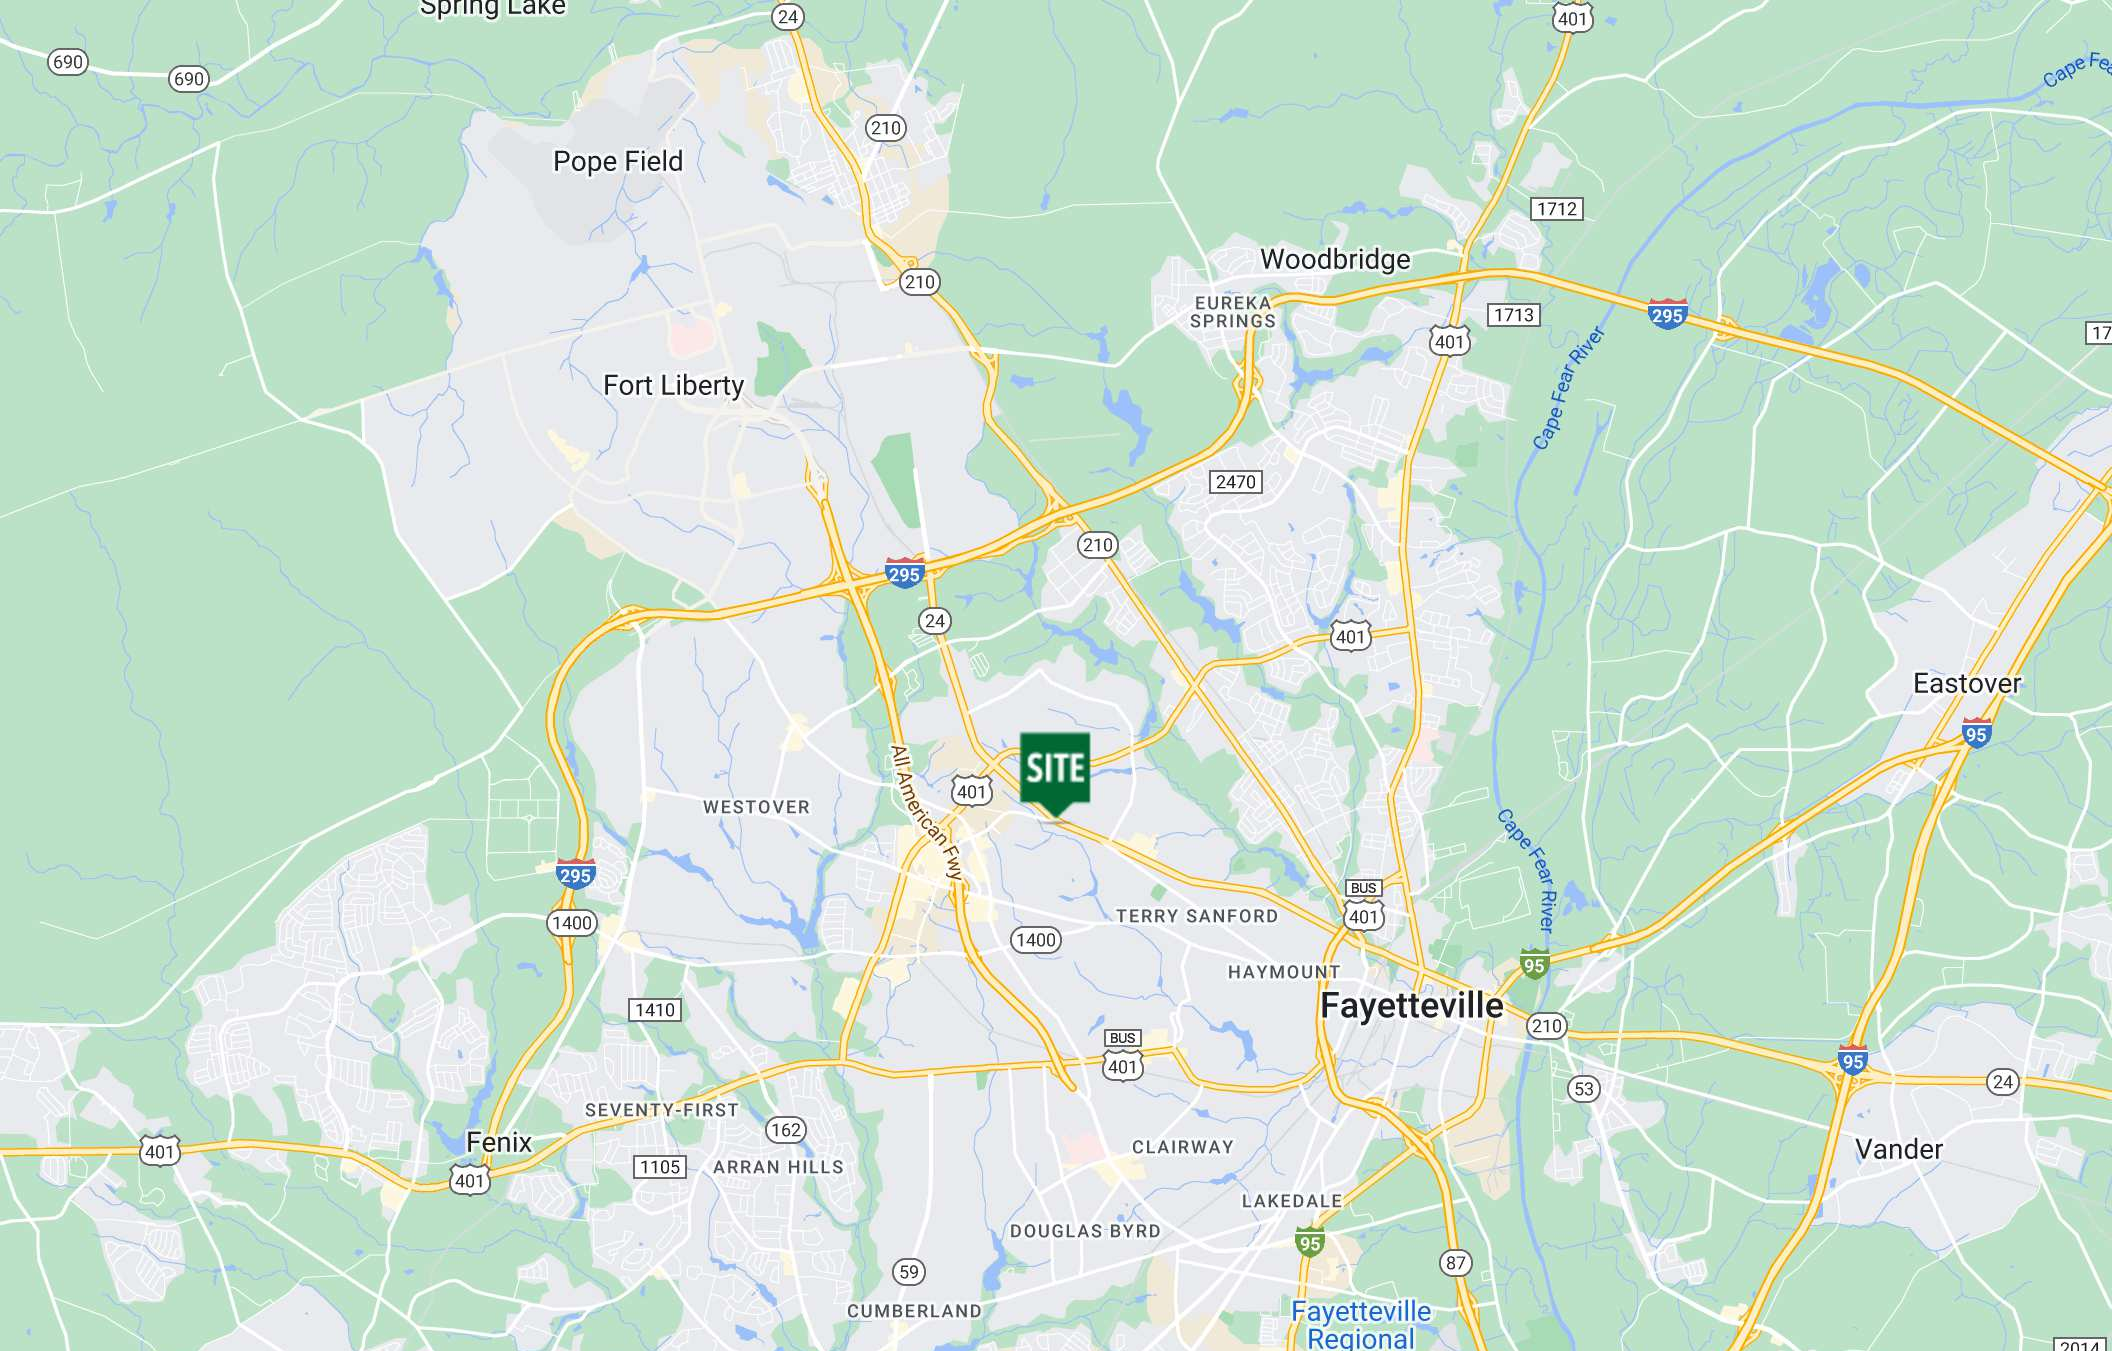 Spring Lake
24
401
690
690
Cape Fea
210
Pope Field
1712
Woodbridge
210
EUREKA
SPRINGS
1713
295
401
17
Cape Fear River
Fort Liberty
2470
210
295
24
401
Eastover
95
SITE
401
All American Fwy
WESTOVER
Cape Fear River
295
BUS
401
TERRY SANFORD
1400
1400
HAYMOUNT
95
Fayetteville
1410
210
BUS
401
95
24
53
SEVENTY-FIRST
162
Fenix
401
401
CLAIRWAY
Vander
1105
ARRAN HILLS
LAKEDALE
DOUGLAS BYRD
95
87
59
CUMBERLAND
Fayetteville
Regional
2014